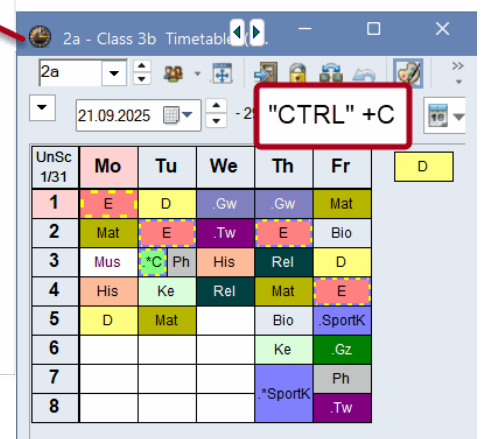 2a - Class 3b Timetable (
2a
21.09.2025 - 2
"CTRL" +C
UnSc Mo Tu We Th Fr D
1/31
1 E D .Gw .Gw Mat
2 Mat E .Tw E Bio
3 Mus .*C Ph His Rel D
4 His Ke Rel Mat E
5 D Mat Bio .SportK
6 Ke .Gz
7 .*SportK Ph
8 .Tw